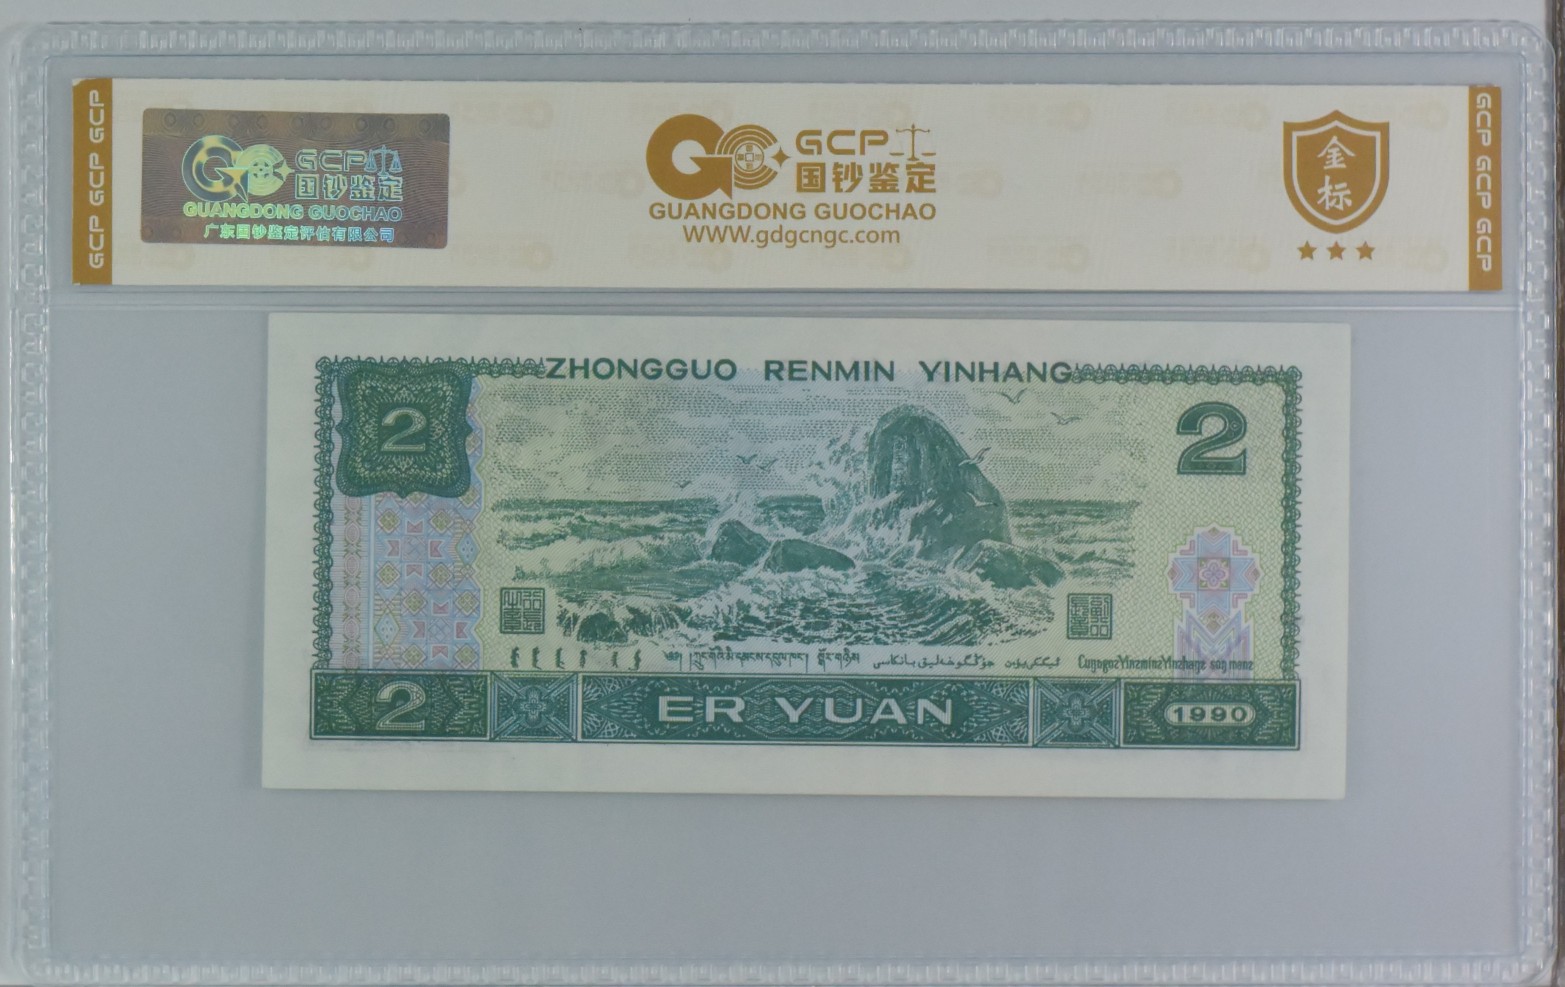 GCP GCP GCP
GCP
国钞鉴定
GUANGDONG GUOCHAO
广东国钞鉴定评估有限公司
GCP
国钞鉴定
GUANGDONG GUOCHAO
WWW.gdgcngc.com
金
标
GCP GCP GCP
ZHONGGUO RENMIN YINHANG
2
2
2
ER YUAN
1990